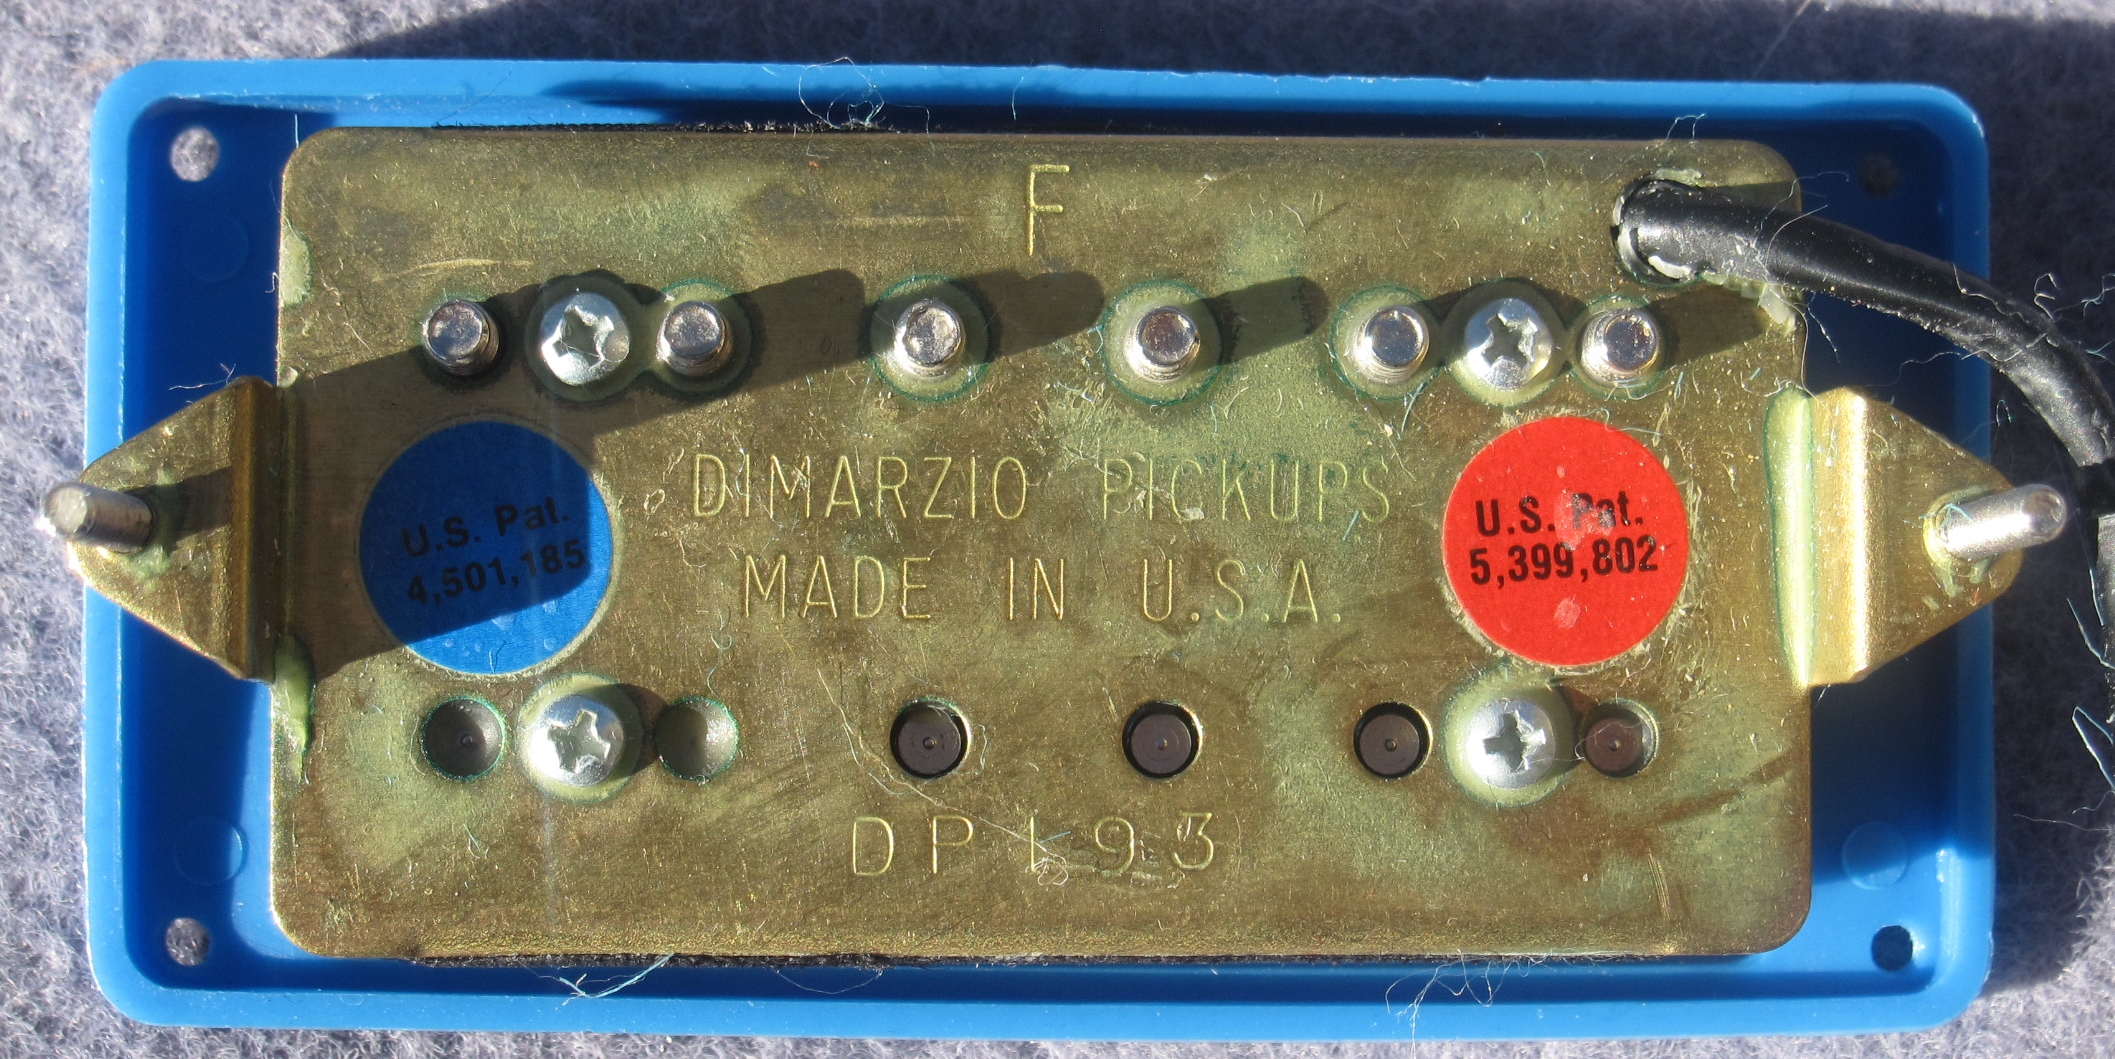 F
DIMARZIO PICKUPS
MADE IN U.S.A.
U.S. Pat.
4,501,185
U.S. Pat.
5,399,802
DP193